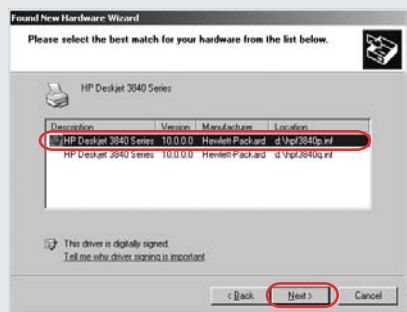 Found New Hardware Wizard
Please select the best match for your hardware from the list below.
HP Deskjet 3840 Series
Description Version Manufacturer Location
HP Deskjet 3840 Series 10.0.0.0 Hewlett-Packard d:\hpf3840p.inf
HP Deskjet 3840 Series 10.0.0.0 Hewlett-Packard d:\hpf3840q.inf
This driver is digitally signed.
Tell me why driver signing is important
< Back Next > Cancel